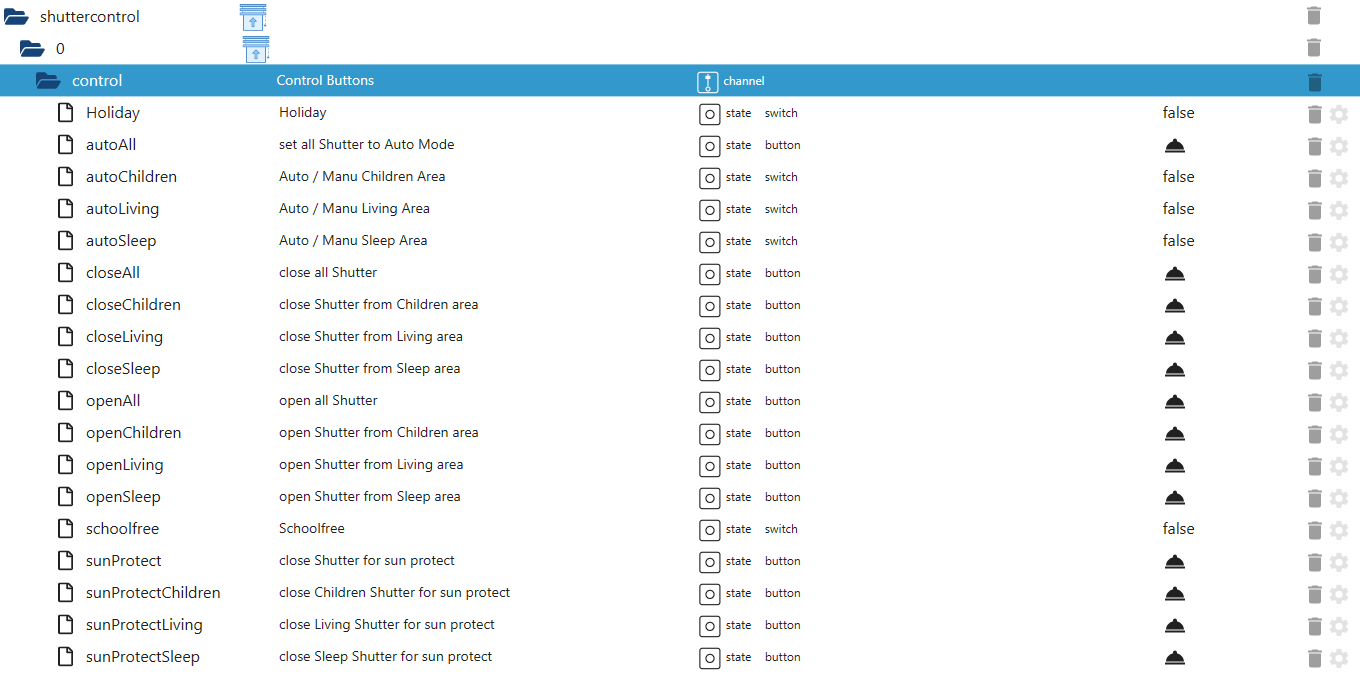 shuttercontrol
0
control Control Buttons channel
Holiday Holiday state switch false
autoAll set all Shutter to Auto Mode state button
autoChildren Auto / Manu Children Area state switch false
autoLiving Auto / Manu Living Area state switch false
autoSleep Auto / Manu Sleep Area state switch false
closeAll close all Shutter state button
closeChildren close Shutter from Children area state button
closeLiving close Shutter from Living area state button
closeSleep close Shutter from Sleep area state button
openAll open all Shutter state button
openChildren open Shutter from Children area state button
openLiving open Shutter from Living area state button
openSleep open Shutter from Sleep area state button
schoolfree Schoolfree state switch false
sunProtect close Shutter for sun protect state button
sunProtectChildren close Children Shutter for sun protect state button
sunProtectLiving close Living Shutter for sun protect state button
sunProtectSleep close Sleep Shutter for sun protect state button